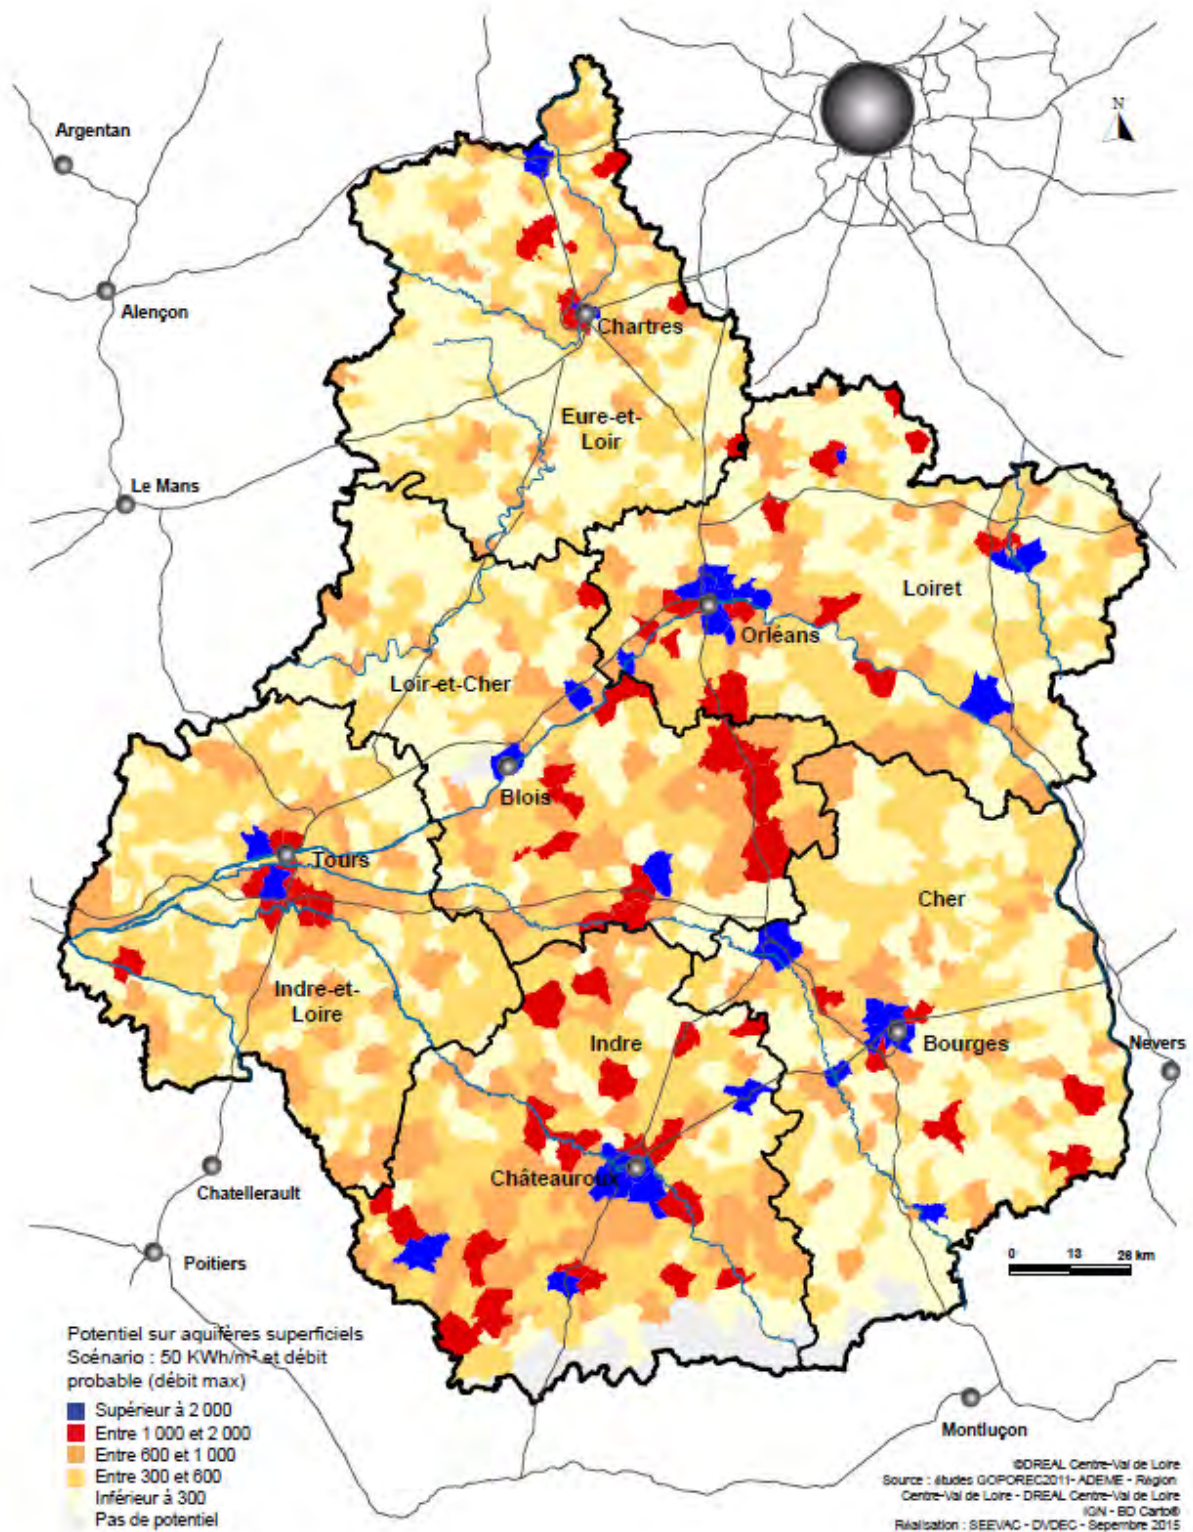 N
Argentan
Alençon
Chartres
Eure-et-
Loir
Le Mans
Loiret
Orléans
Loir-et-Cher
Blois
Tours
Cher
Indre-et-
Loire
Indre
Bourges
Nevers
Châteauroux
Chatellerault
Poitiers
0 13 26 km
Potentiel sur aquifères superficiels
Scénario : 50 KWh/m² et débit
probable (débit max)
Supérieur à 2 000
Entre 1 000 et 2 000
Entre 600 et 1 000
Entre 300 et 600
Inférieur à 300
Pas de potentiel
Montluçon
©DREAL Centre-Val de Loire
Source : études GOPOREC2011- ADEME - Région
Centre-Val de Loire - DREAL Centre-Val de Loire
IGN - BD Carto®
Réalisation : SEEVAC - DVDEC - Sepembre 2015